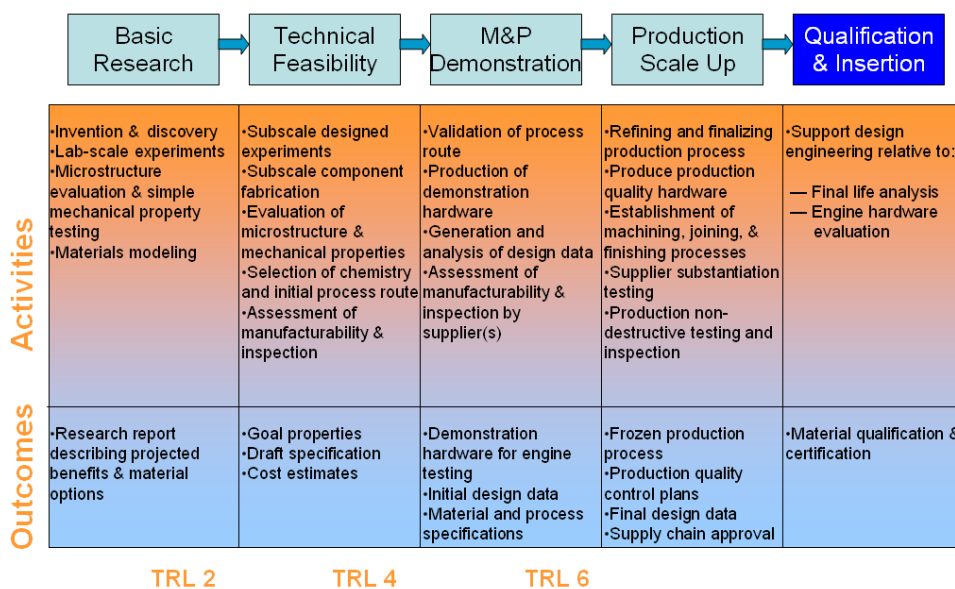 Basic
Research
Technical
Feasibility
M&P
Demonstration
Production
Scale Up
Qualification
& Insertion
Activities
•Invention & discovery
•Lab-scale experiments
•Microstructure
evaluation & simple
mechanical property
testing
•Materials modeling
•Subscale designed
experiments
•Subscale component
fabrication
•Evaluation of
microstructure &
mechanical properties
•Selection of chemistry
and initial process route
•Assessment of
manufacturability &
inspection
•Validation of process
route
•Production of
demonstration
hardware
•Generation and
analysis of design data
•Assessment of
manufacturability &
inspection by
supplier(s)
•Refining and finalizing
production process
•Produce production
quality hardware
•Establishment of
machining, joining, &
finishing processes
•Supplier substantiation
testing
•Production non-
destructive testing and
inspection
•Support design
engineering relative to:
— Final life analysis
— Engine hardware
evaluation
Outcomes
•Research report
describing projected
benefits & material
options
•Goal properties
•Draft specification
•Cost estimates
•Demonstration
hardware for engine
testing
•Initial design data
•Material and process
specifications
•Frozen production
process
•Production quality
control plans
•Final design data
•Supply chain approval
•Material qualification &
certification
TRL 2
TRL 4
TRL 6